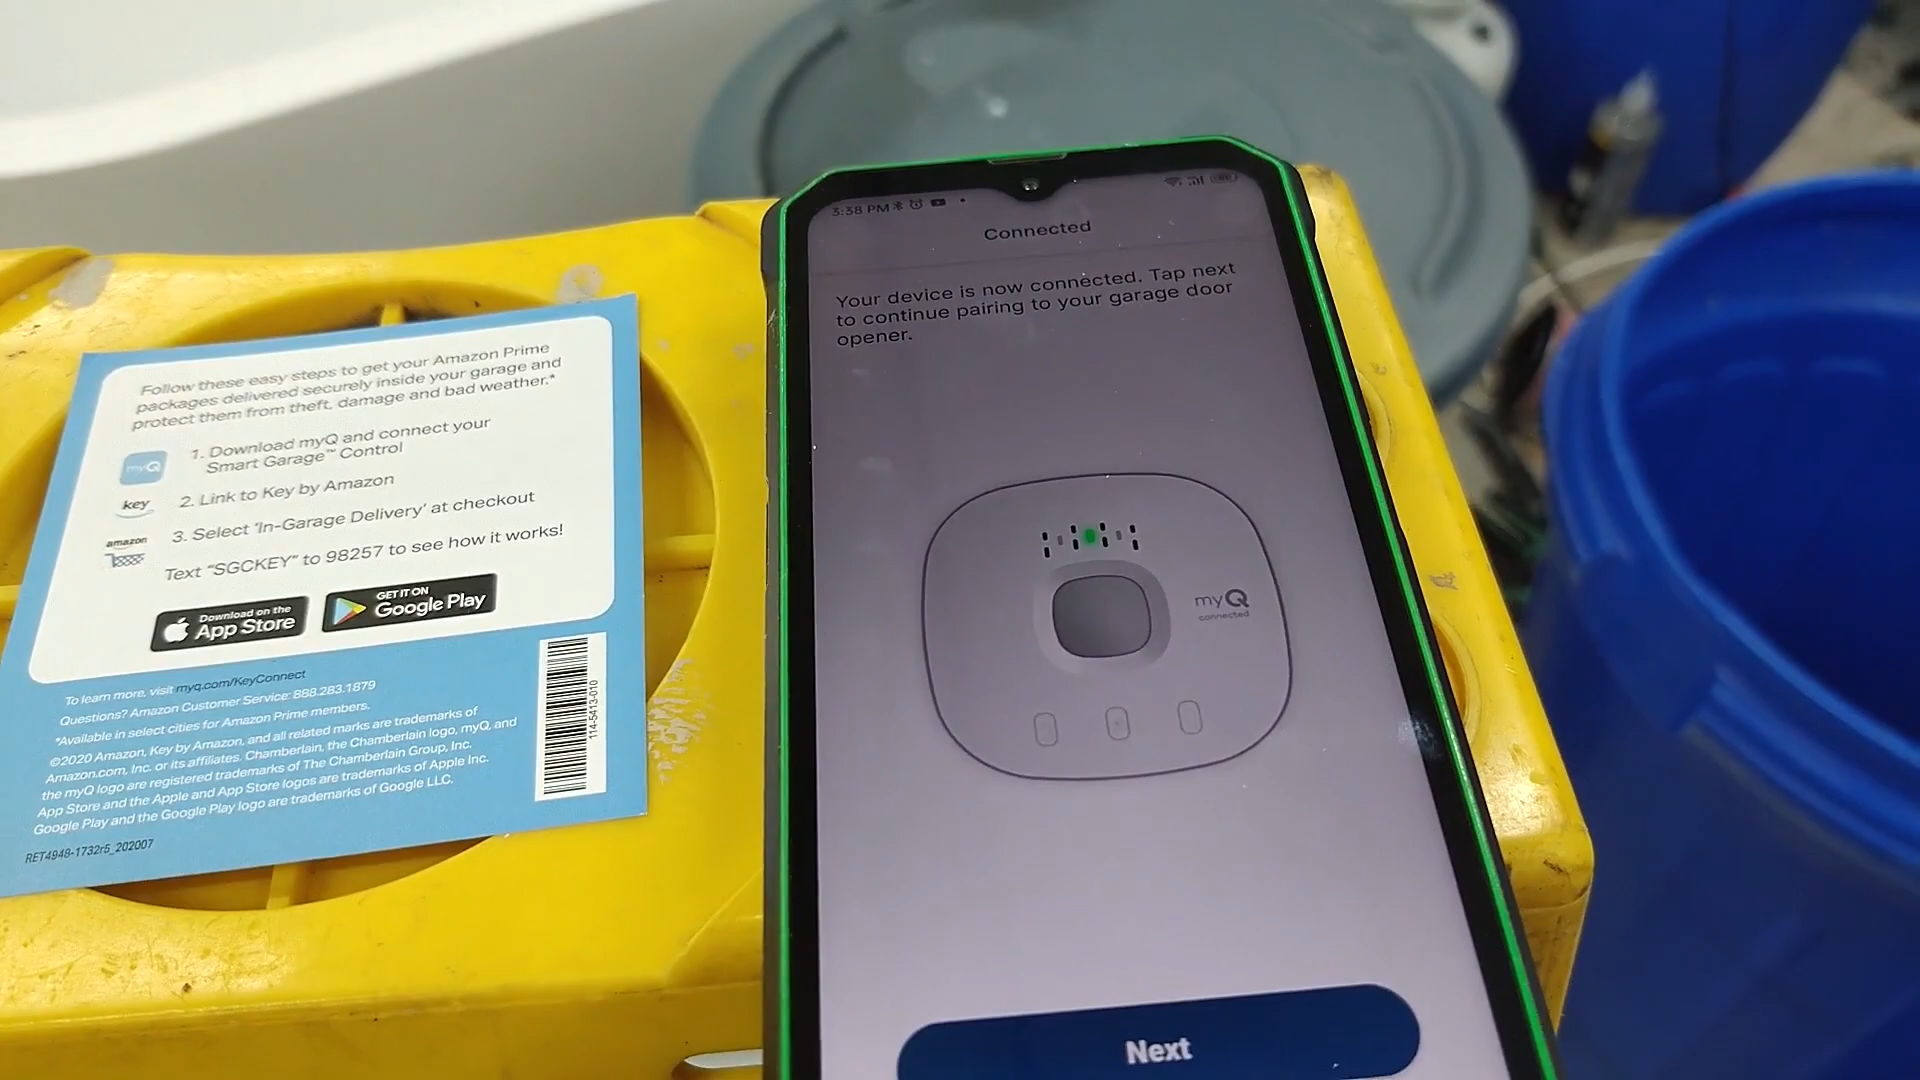 Follow these easy steps to get your Amazon Prime
packages delivered securely inside your garage and
protect them from theft, damage and bad weather.*
myQ
1. Download myQ and connect your
Smart Garage™ Control
key
2. Link to Key by Amazon
amazon
3. Select 'In-Garage Delivery' at checkout
Text "SGCKEY" to 98257 to see how it works!
Download on the
App Store
GET IT ON
Google Play
To learn more, visit myq.com/KeyConnect
Questions? Amazon Customer Service: 888.283.1879
*Available in select cities for Amazon Prime members.
©2020 Amazon, Key by Amazon, and all related marks are trademarks of
Amazon.com, Inc. or its affiliates. Chamberlain, the Chamberlain logo, myQ, and
the myQ logo are registered trademarks of The Chamberlain Group, Inc.
App Store and the Apple and App Store logos are trademarks of Apple Inc.
Google Play and the Google Play logo are trademarks of Google LLC.
114-5413-010
RET4948-1732r5_202007
3:38 PM
Connected
Your device is now connected. Tap next
to continue pairing to your garage door
opener.
myQ
connected
Next